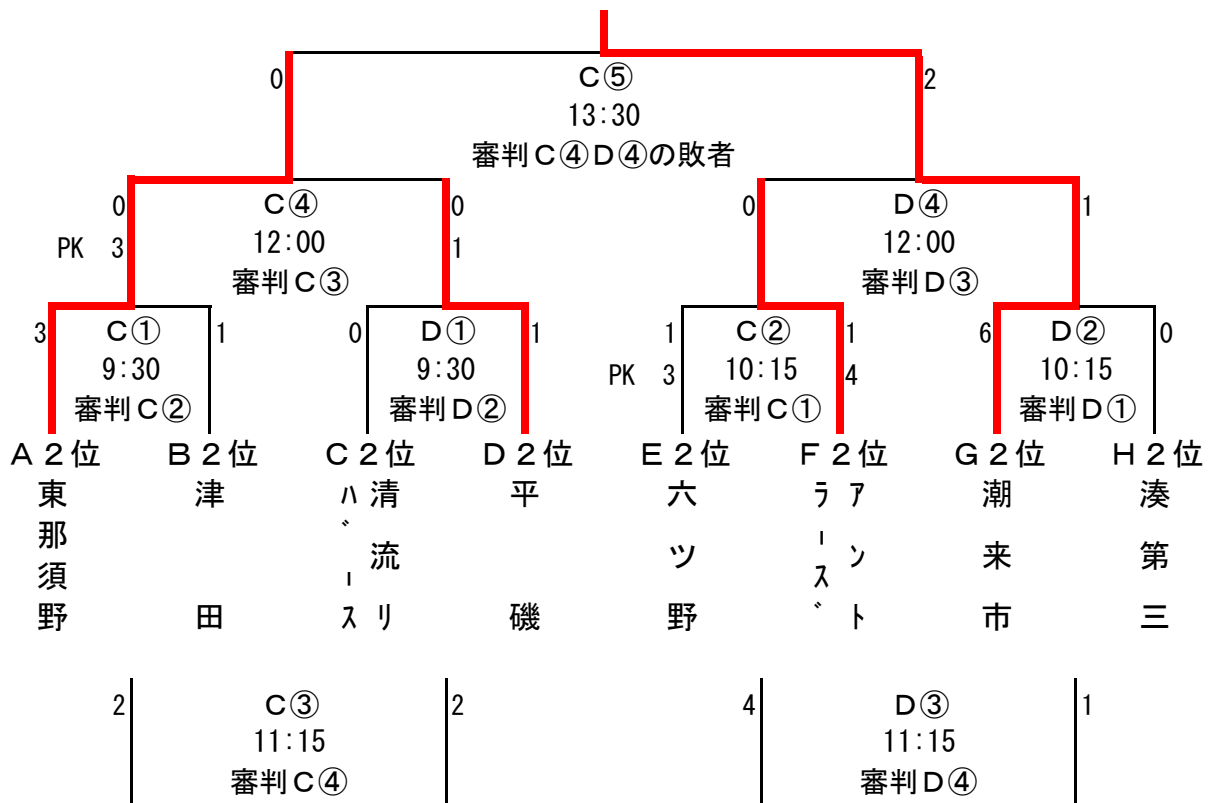 0 C⑤ 2
13:30
審判C④D④の敗者
0 C④ 0 0 D④ 1
PK 3 12:00 1 12:00
審判C③ 審判D③
3 C① 1 0 D① 1 1 C② 1 6 D② 0
9:30 9:30 PK 3 10:15 4 10:15
審判C② 審判D② 審判C① 審判D①
A2位 B2位 C2位 D2位 E2位 F2位 G2位 H2位
東那須野
津田
清流リ
バース
平磯
六ツ野
アント
ラーズ
潮来市
湊第三
2 C③ 2 4 D③ 1
11:15 11:15
審判C④ 審判D④